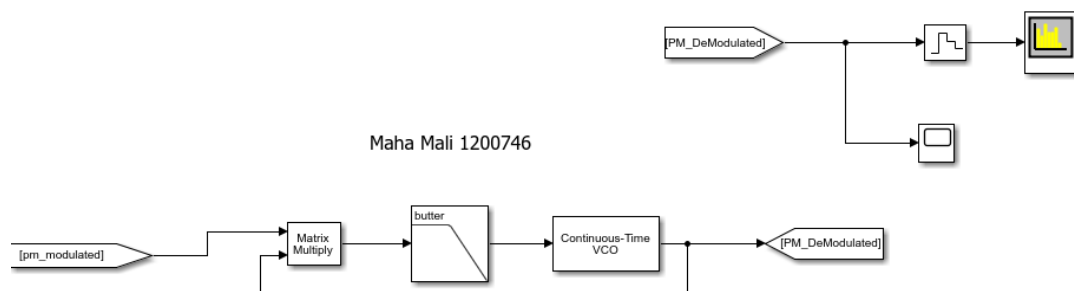 [PM_DeModulated]
Maha Mali 1200746
butter
[pm_modulated]
Matrix
Multiply
Continuous-Time
VCO
[PM_DeModulated]